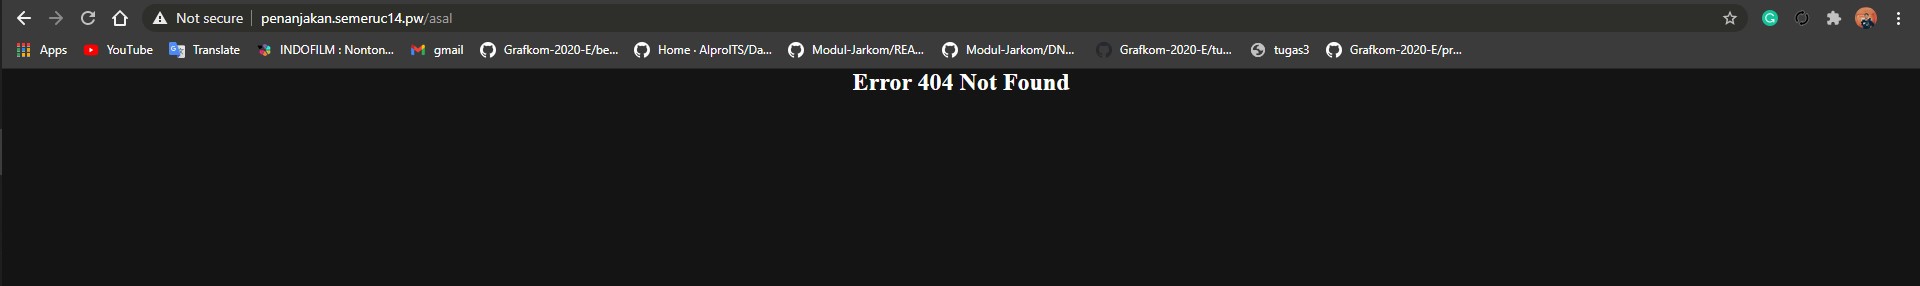 Not secure | penanjakan.semeruc14.pw/asal
Apps YouTube Translate INDOFILM : Nonton... gmail Grafkom-2020-E/be... Home · AlproITS/Da... Modul-Jarkom/REA... Modul-Jarkom/DN... Grafkom-2020-E/tu... tugas3 Grafkom-2020-E/pr...
Error 404 Not Found